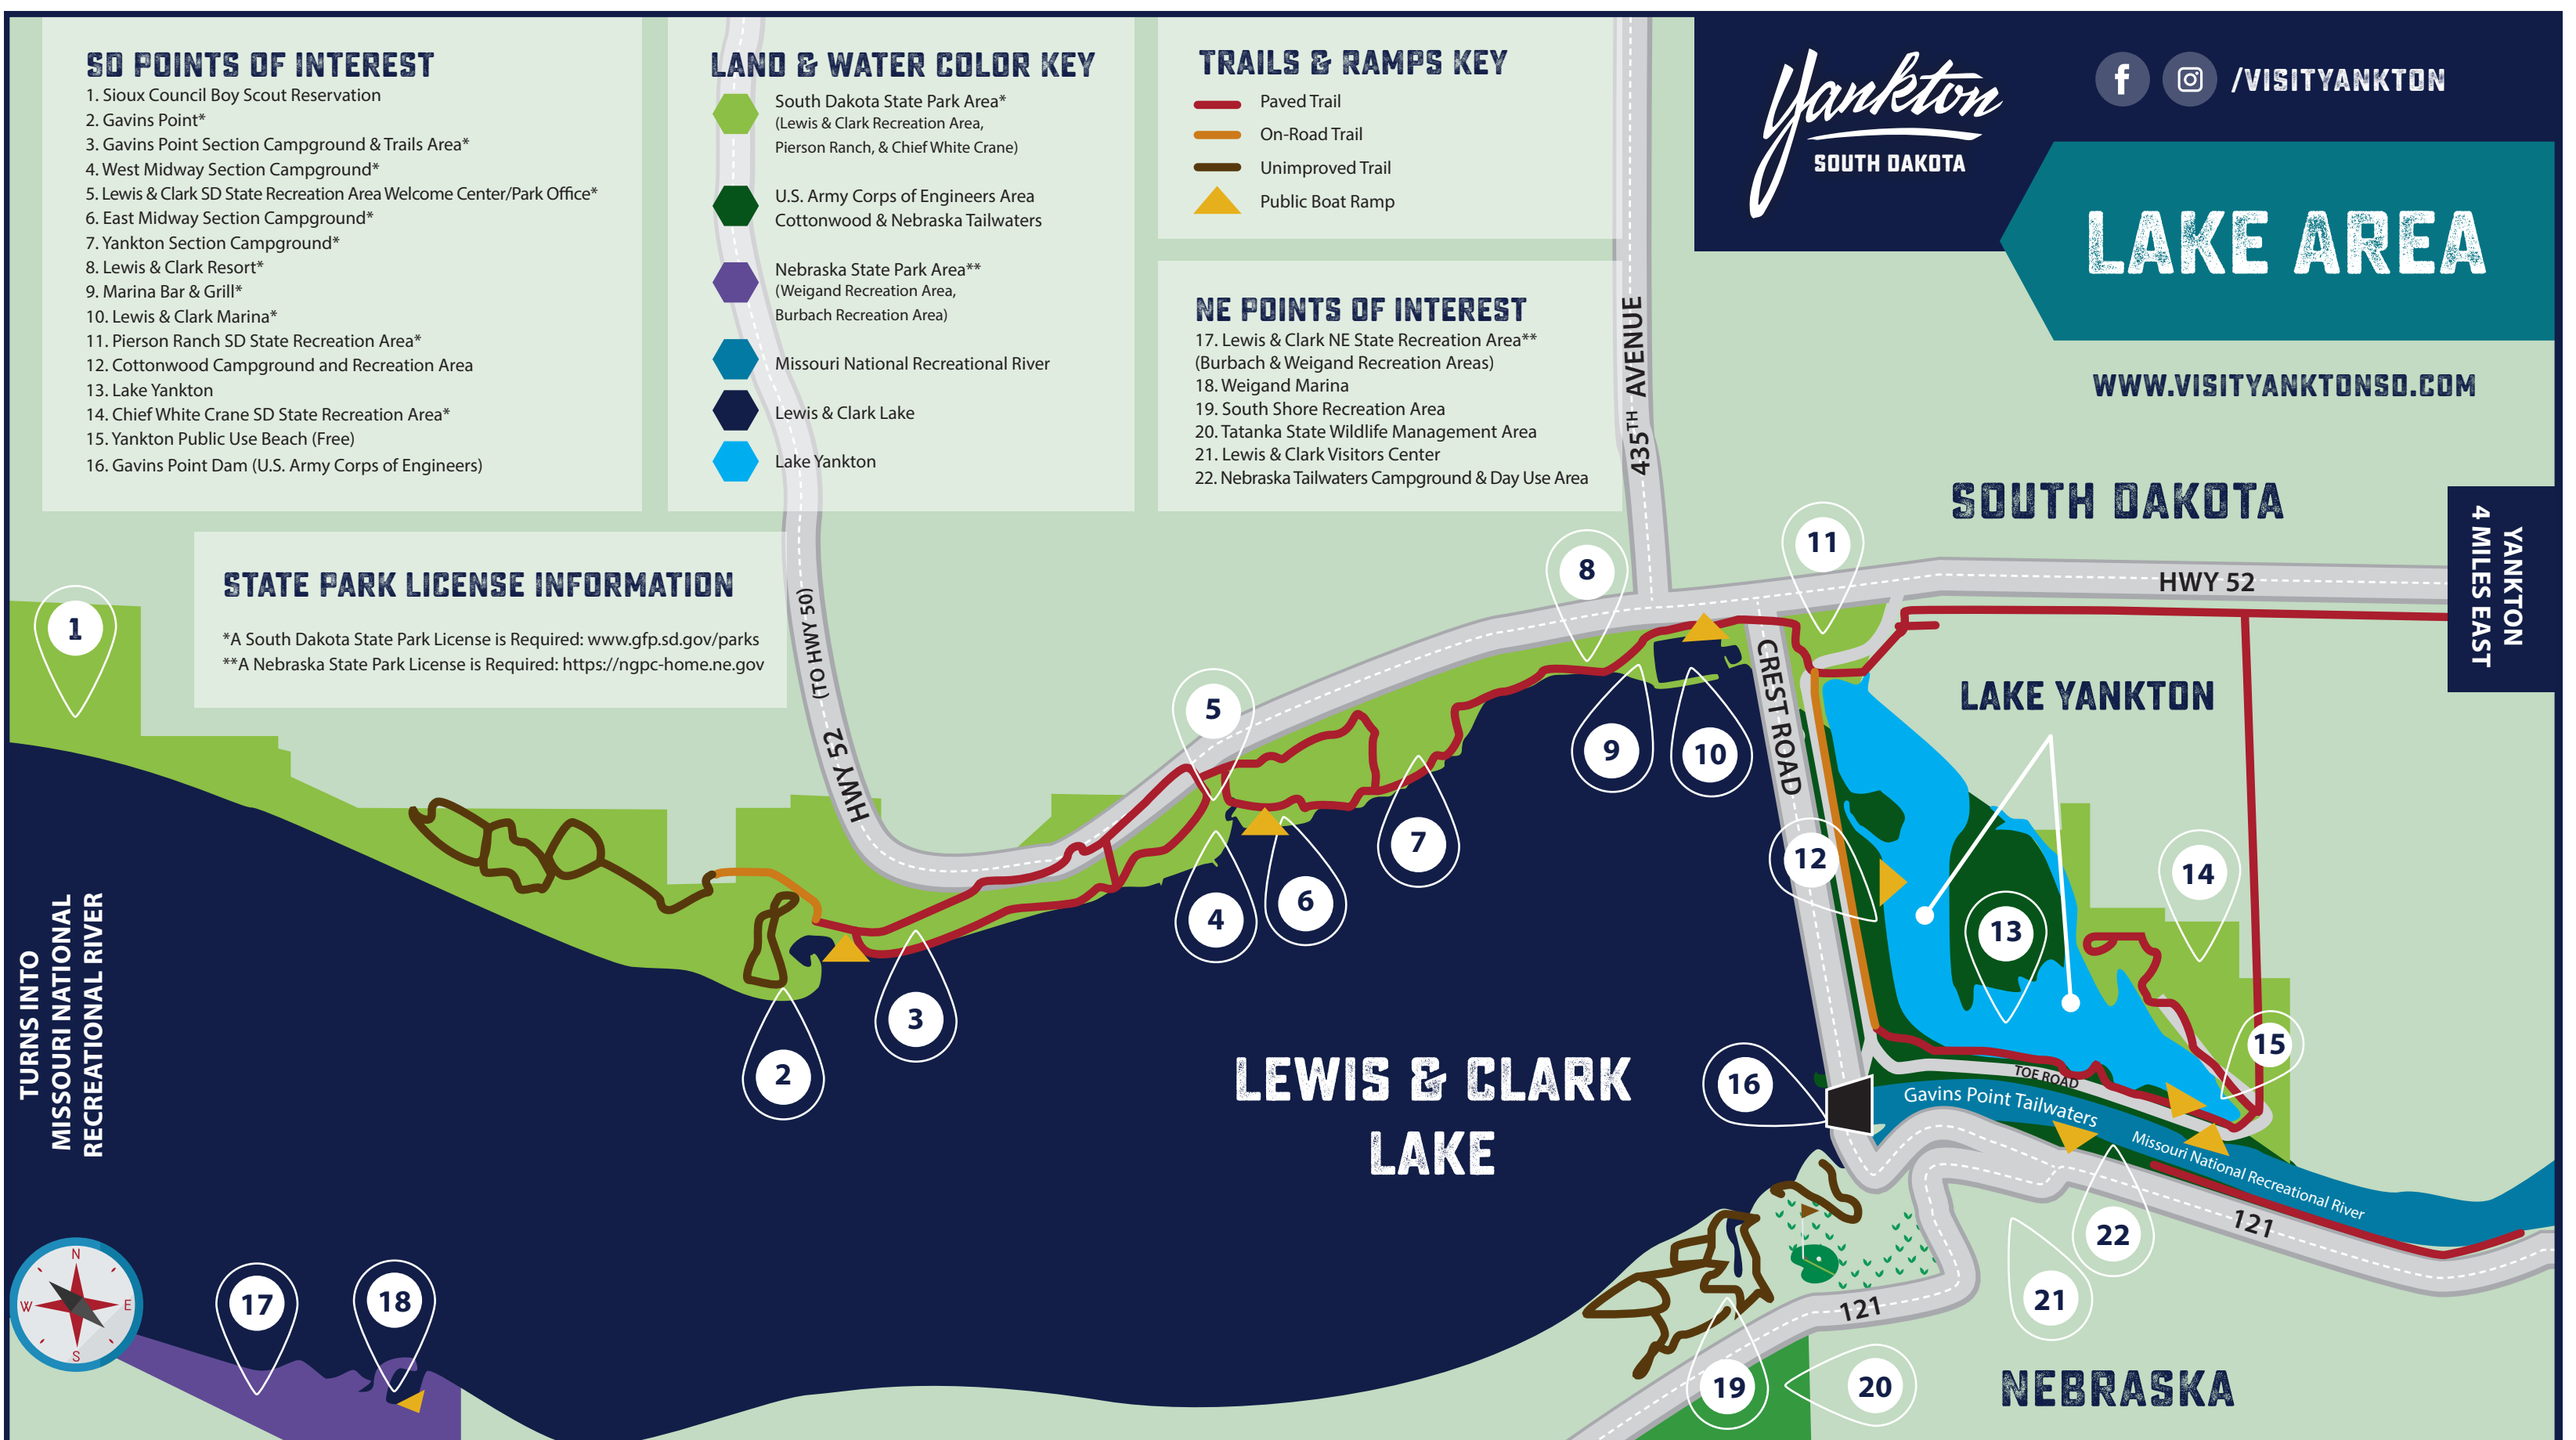 SD POINTS OF INTEREST
1. Sioux Council Boy Scout Reservation
2. Gavins Point*
3. Gavins Point Section Campground & Trails Area*
4. West Midway Section Campground*
5. Lewis & Clark SD State Recreation Area Welcome Center/Park Office*
6. East Midway Section Campground*
7. Yankton Section Campground*
8. Lewis & Clark Resort*
9. Marina Bar & Grill*
10. Lewis & Clark Marina*
11. Pierson Ranch SD State Recreation Area*
12. Cottonwood Campground and Recreation Area
13. Lake Yankton
14. Chief White Crane SD State Recreation Area*
15. Yankton Public Use Beach (Free)
16. Gavins Point Dam (U.S. Army Corps of Engineers)
LAND & WATER COLOR KEY
South Dakota State Park Area*
(Lewis & Clark Recreation Area,
Pierson Ranch, & Chief White Crane)
U.S. Army Corps of Engineers Area
Cottonwood & Nebraska Tailwaters
Nebraska State Park Area**
(Weigand Recreation Area,
Burbach Recreation Area)
Missouri National Recreational River
Lewis & Clark Lake
Lake Yankton
TRAILS & RAMPS KEY
Paved Trail
On-Road Trail
Unimproved Trail
Public Boat Ramp
NE POINTS OF INTEREST
17. Lewis & Clark NE State Recreation Area**
(Burbach & Weigand Recreation Areas)
18. Weigand Marina
19. South Shore Recreation Area
20. Tatanka State Wildlife Management Area
21. Lewis & Clark Visitors Center
22. Nebraska Tailwaters Campground & Day Use Area
Yankton
SOUTH DAKOTA
f
/VISITYANKTON
LAKE AREA
WWW.VISITYANKTONSD.COM
STATE PARK LICENSE INFORMATION
*A South Dakota State Park License is Required: www.gfp.sd.gov/parks
**A Nebraska State Park License is Required: https://ngpc-home.ne.gov
435TH AVENUE
SOUTH DAKOTA
YANKTON
4 MILES EAST
HWY 52
HWY 52
(TO HWY 50)
CREST ROAD
LAKE YANKTON
1
2
3
4
5
6
7
8
9
10
11
12
13
14
15
16
17
18
19
20
21
22
TURNS INTO
MISSOURI NATIONAL
RECREATIONAL RIVER
LEWIS & CLARK
LAKE
TOE ROAD
Gavins Point Tailwaters
Missouri National Recreational River
121
121
NEBRASKA
N
W
E
S